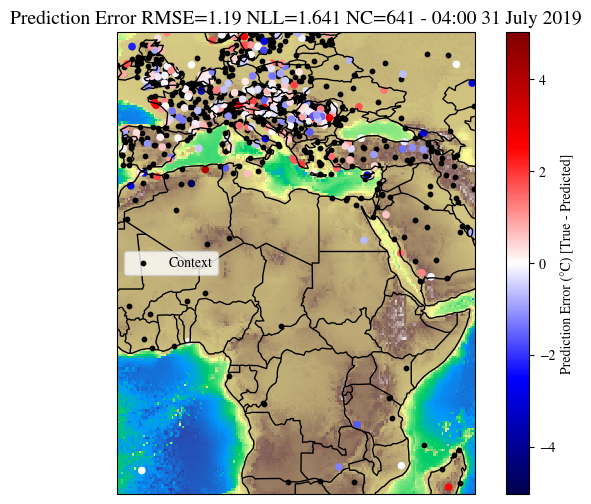 Prediction Error RMSE=1.19 NLL=1.641 NC=641 - 04:00 31 July 2019
Context
4
2
0
−2
−4
Prediction Error (°C) [True - Predicted]